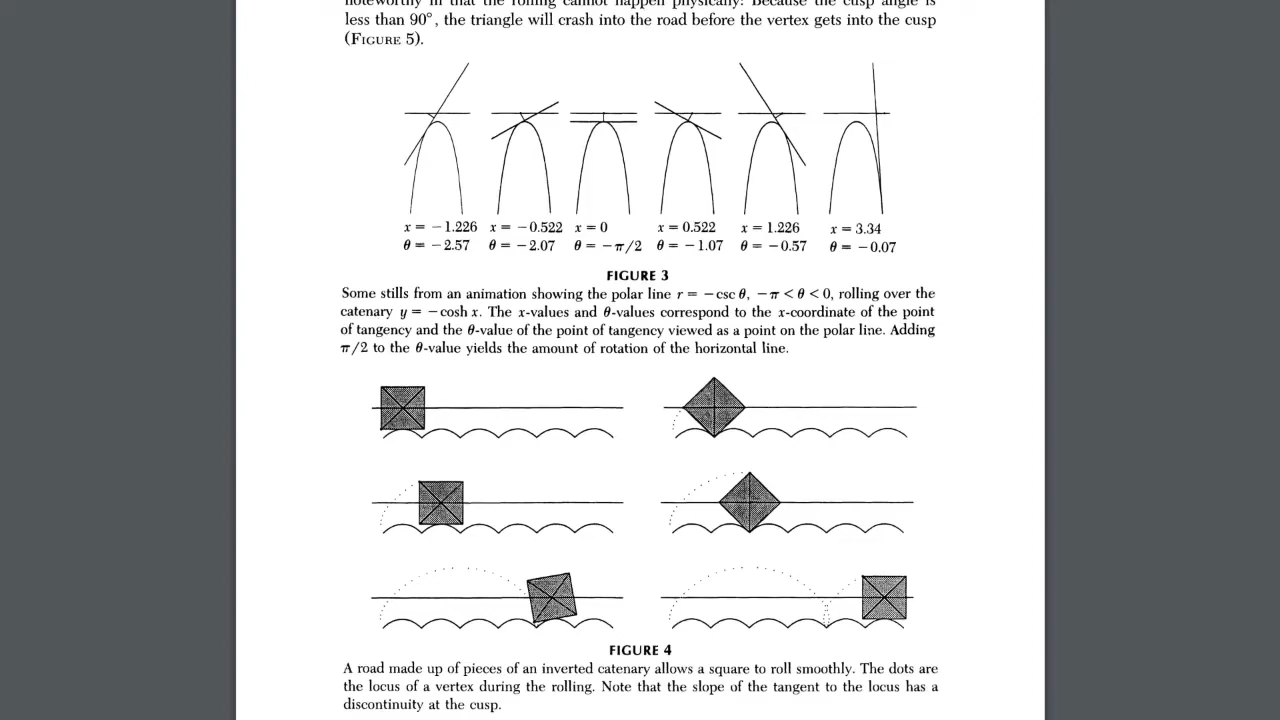 noteworthy in that the rolling cannot happen physically: Because the cusp angle is
less than 90°, the triangle will crash into the road before the vertex gets into the cusp
(FIGURE 5).
x = −1.226 x = −0.522 x = 0 x = 0.522 x = 1.226 x = 3.34
θ = −2.57 θ = −2.07 θ = −π/2 θ = −1.07 θ = −0.57 θ = −0.07
FIGURE 3
Some stills from an animation showing the polar line r = −csc θ, −π < θ < 0, rolling over the
catenary y = −cosh x. The x-values and θ-values correspond to the x-coordinate of the point
of tangency and the θ-value of the point of tangency viewed as a point on the polar line. Adding
π/2 to the θ-value yields the amount of rotation of the horizontal line.
FIGURE 4
A road made up of pieces of an inverted catenary allows a square to roll smoothly. The dots are
the locus of a vertex during the rolling. Note that the slope of the tangent to the locus has a
discontinuity at the cusp.